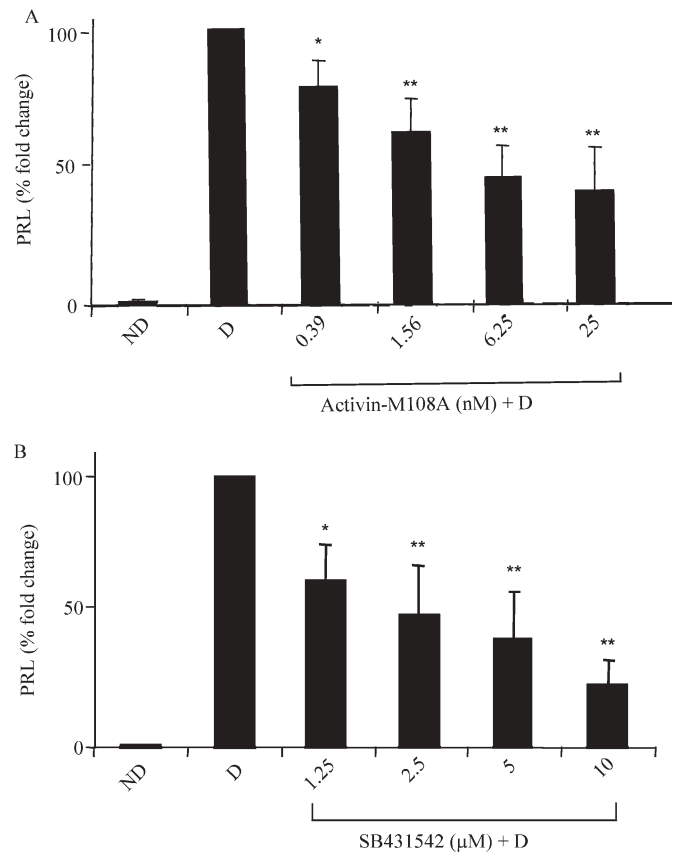 A
PRL (% fold change)
100
50
0
*
**
**
**
ND
D
0.39
1.56
6.25
25
Activin-M108A (nM) + D
B
PRL (% fold change)
100
50
0
*
**
**
**
ND
D
1.25
2.5
5
10
SB431542 (μM) + D